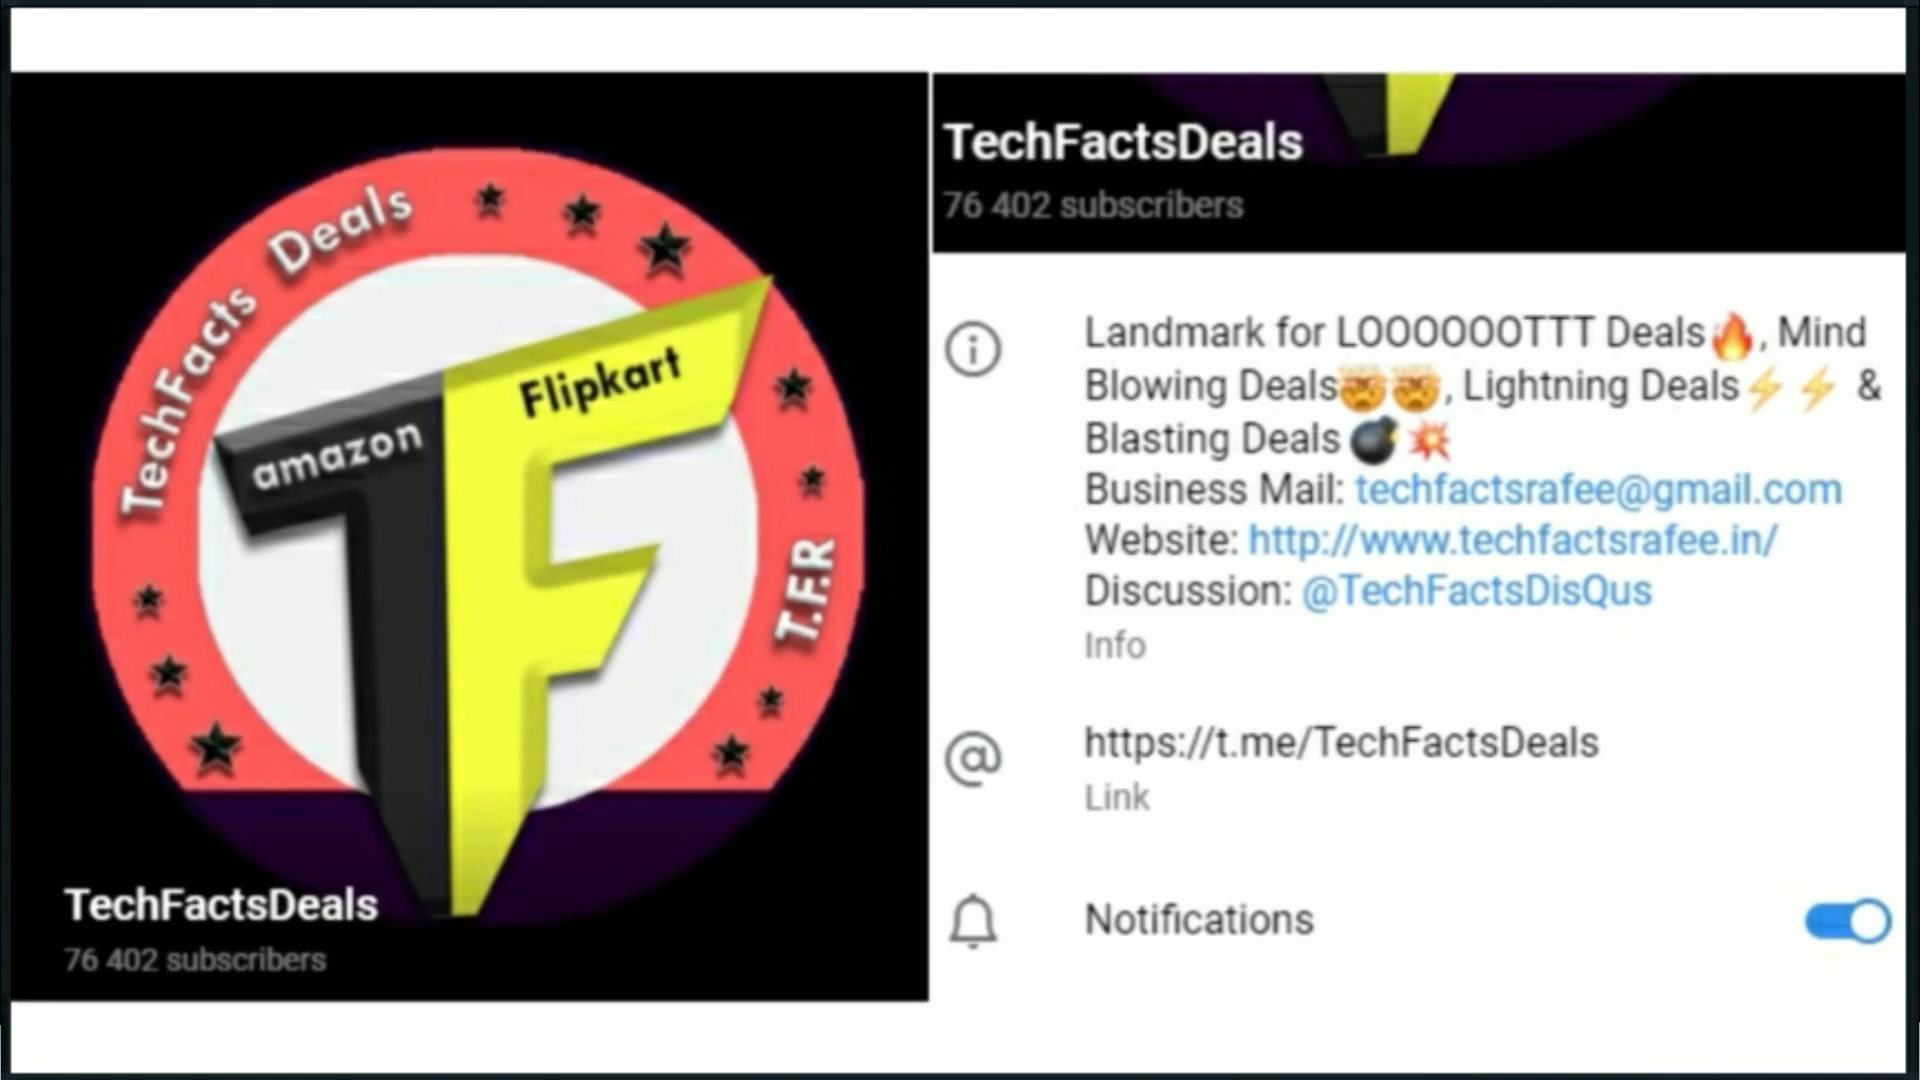 TechFacts Deals
amazon
Flipkart
T.F.R
TechFactsDeals
76 402 subscribers
TechFactsDeals
76 402 subscribers
Landmark for LOOOOOOTTT Deals🔥, Mind
Blowing Deals🤯🤯, Lightning Deals⚡⚡ &
Blasting Deals 💣💥
Business Mail: techfactsrafee@gmail.com
Website: http://www.techfactsrafee.in/
Discussion: @TechFactsDisQus
Info
https://t.me/TechFactsDeals
Link
Notifications